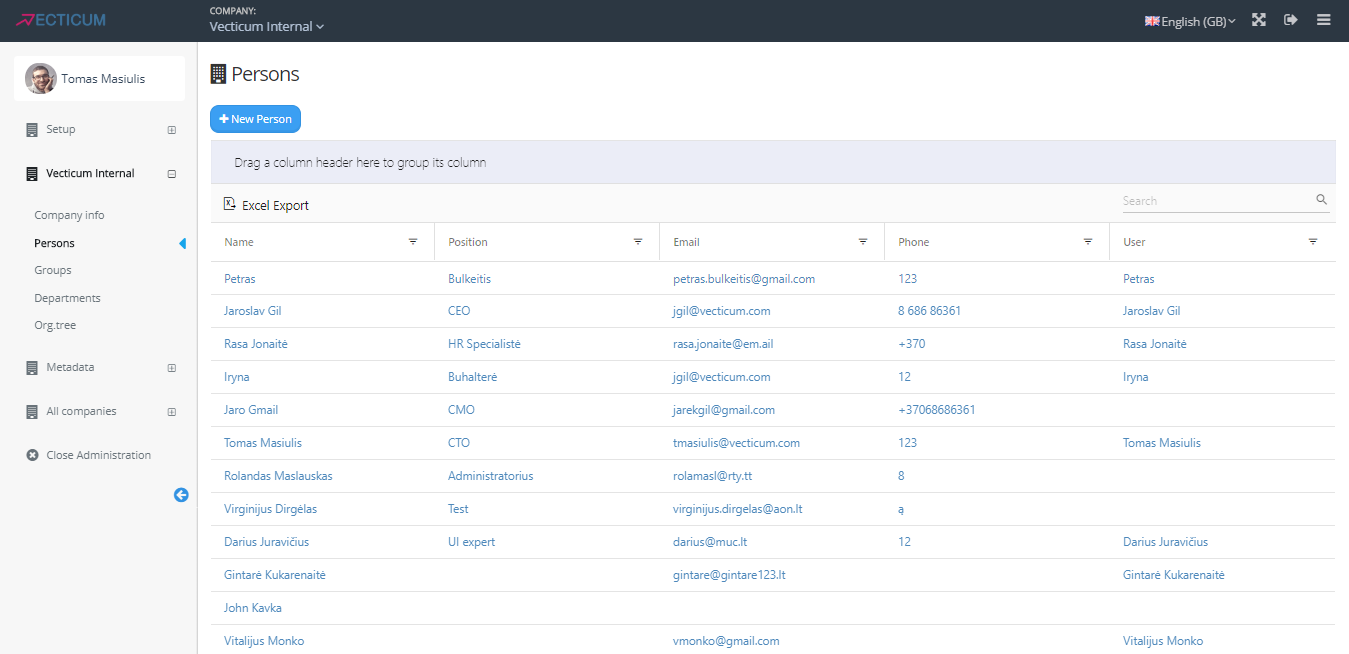 VECTICUM
COMPANY:
Vecticum Internal
English (GB)
Tomas Masiulis
Setup
Vecticum Internal
Company info
Persons
Groups
Departments
Org.tree
Metadata
All companies
Close Administration
Persons
New Person
Drag a column header here to group its column
Excel Export
Search
Name Position Email Phone User
Petras Bulkeitis petras.bulkeitis@gmail.com 123 Petras
Jaroslav Gil CEO jgil@vecticum.com 8 686 86361 Jaroslav Gil
Rasa Jonaitė HR Specialistė rasa.jonaite@em.ail +370 Rasa Jonaitė
Iryna Buhalterė jgil@vecticum.com 12 Iryna
Jaro Gmail CMO jarekgil@gmail.com +37068686361
Tomas Masiulis CTO tmasiulis@vecticum.com 123 Tomas Masiulis
Rolandas Maslauskas Administratorius rolamasl@rty.tt 8
Virginijus Dirgėlas Test virginijus.dirgelas@aon.lt ą
Darius Juravičius UI expert darius@muc.lt 12 Darius Juravičius
Gintarė Kukarenaitė gintare@gintare123.lt Gintarė Kukarenaitė
John Kavka
Vitalijus Monko vmonko@gmail.com Vitalijus Monko